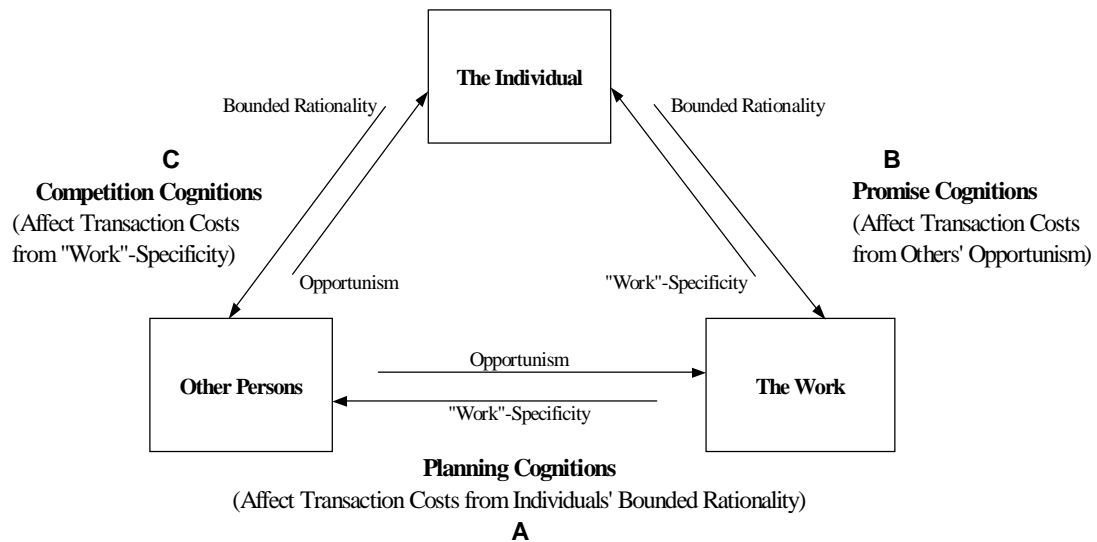 The Individual
Bounded Rationality
Bounded Rationality
C
Competition Cognitions
(Affect Transaction Costs
from "Work"-Specificity)
B
Promise Cognitions
(Affect Transaction Costs
from Others' Opportunism)
Opportunism
"Work"-Specificity
Other Persons
Opportunism
"Work"-Specificity
The Work
Planning Cognitions
(Affect Transaction Costs from Individuals' Bounded Rationality)
A